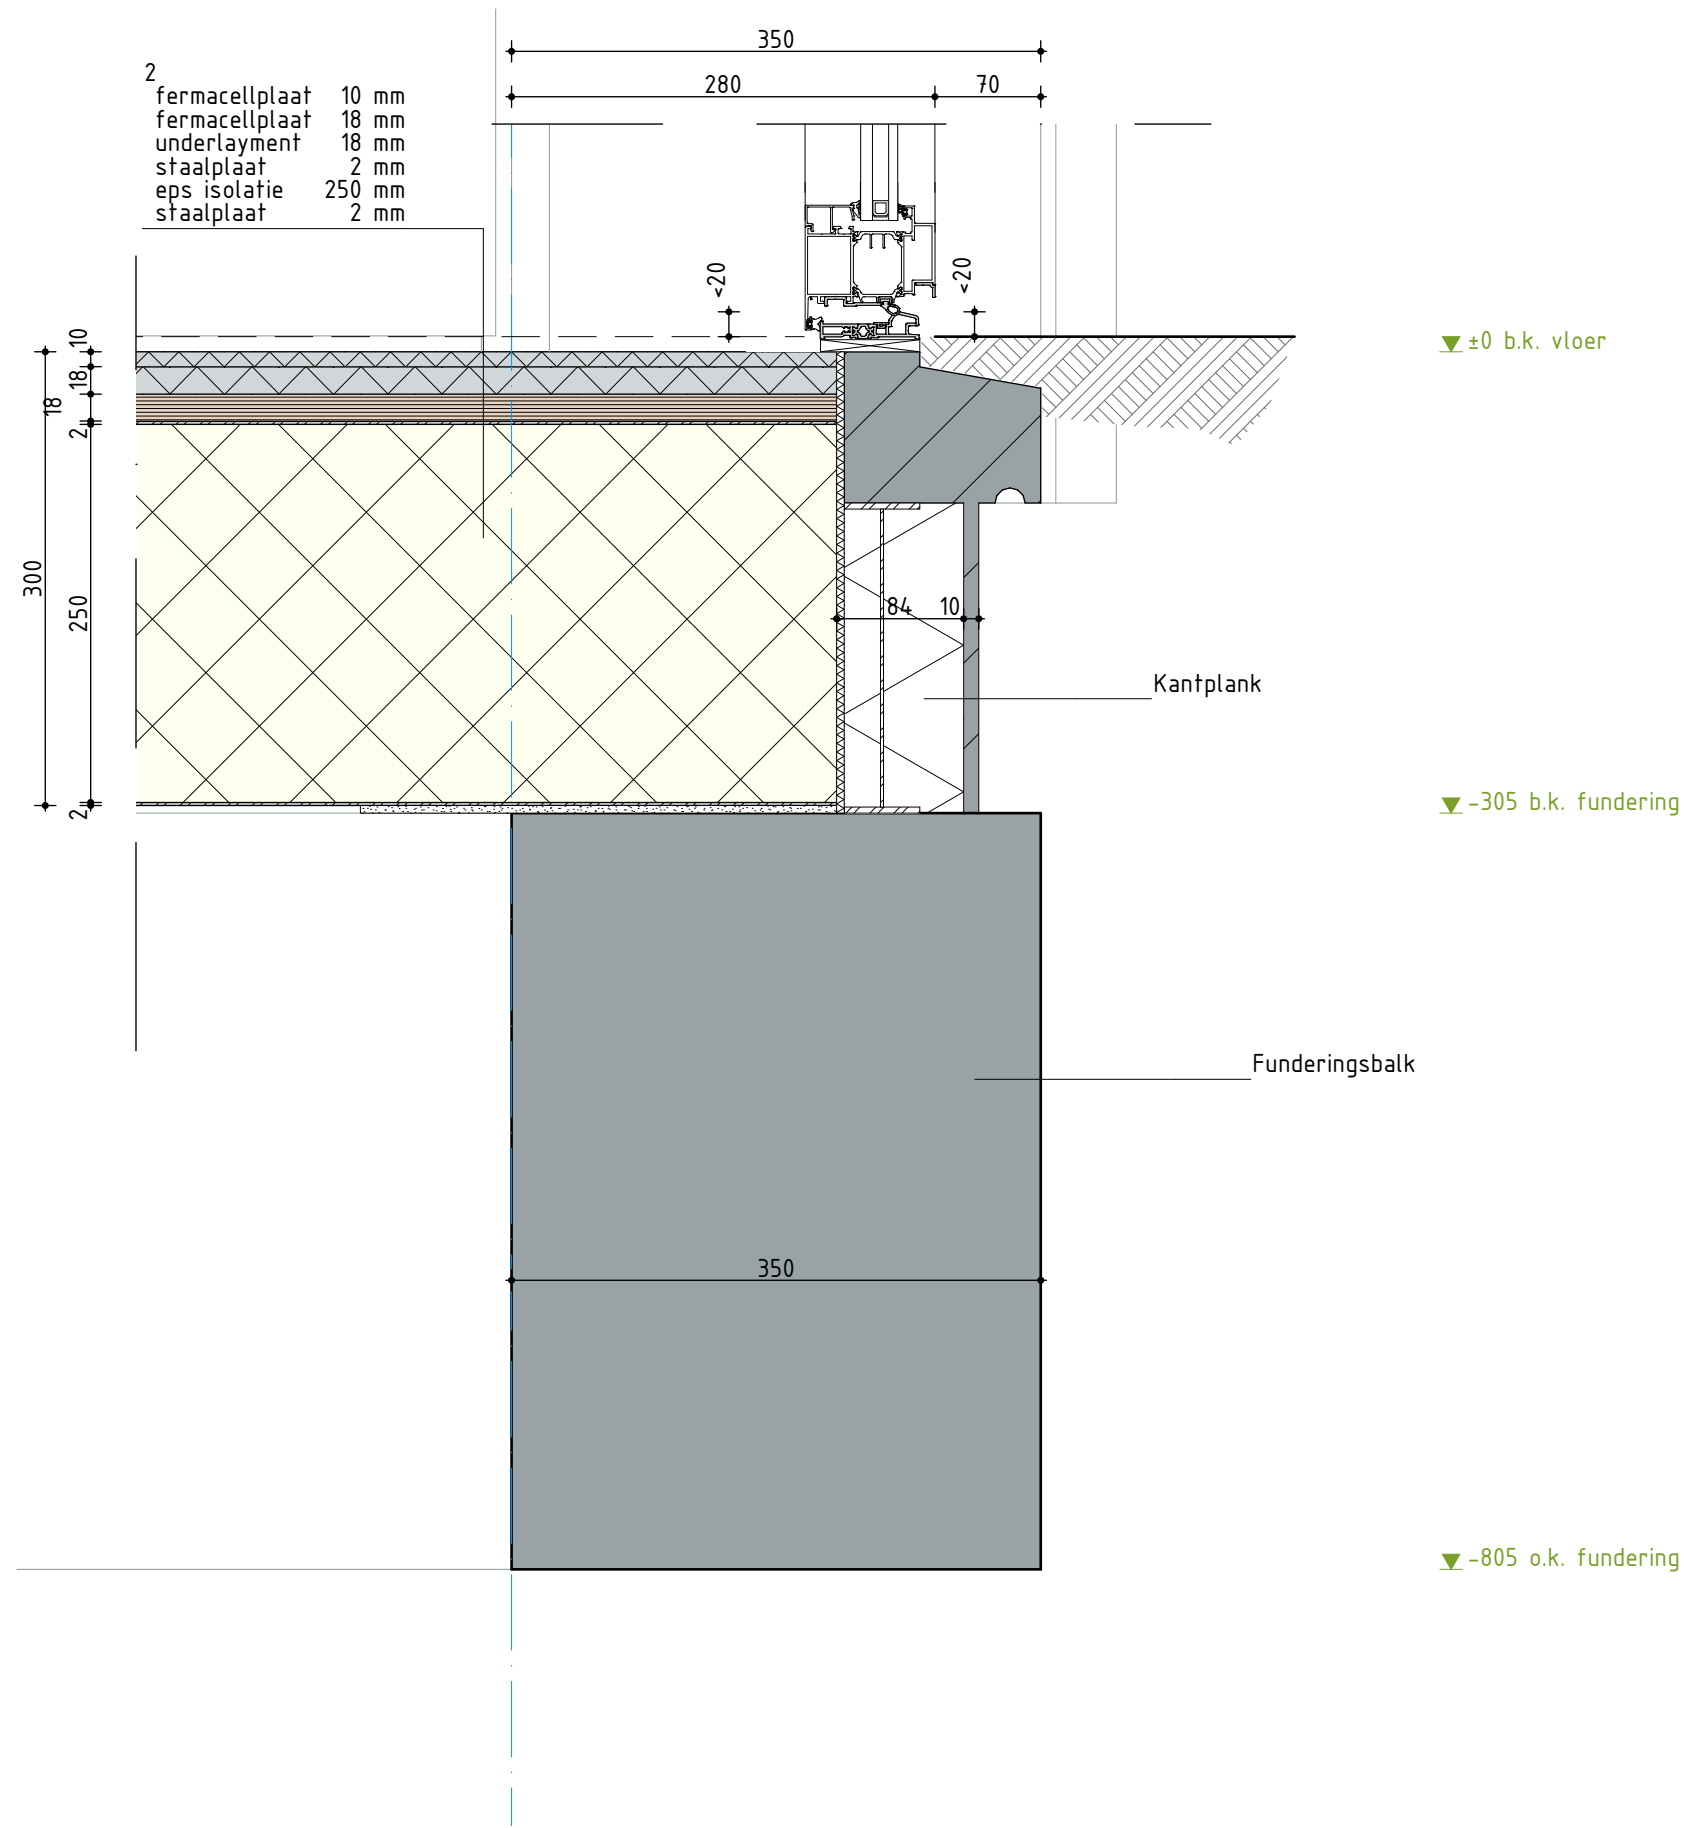 350
280
70
2
fermacellplaat 10 mm
fermacellplaat 18 mm
underlayment 18 mm
staalplaat 2 mm
eps isolatie 250 mm
staalplaat 2 mm
<20
<20
10
18
18
2
±0 b.k. vloer
300
250
84
10
Kantplank
2
-305 b.k. fundering
Funderingsbalk
350
-805 o.k. fundering